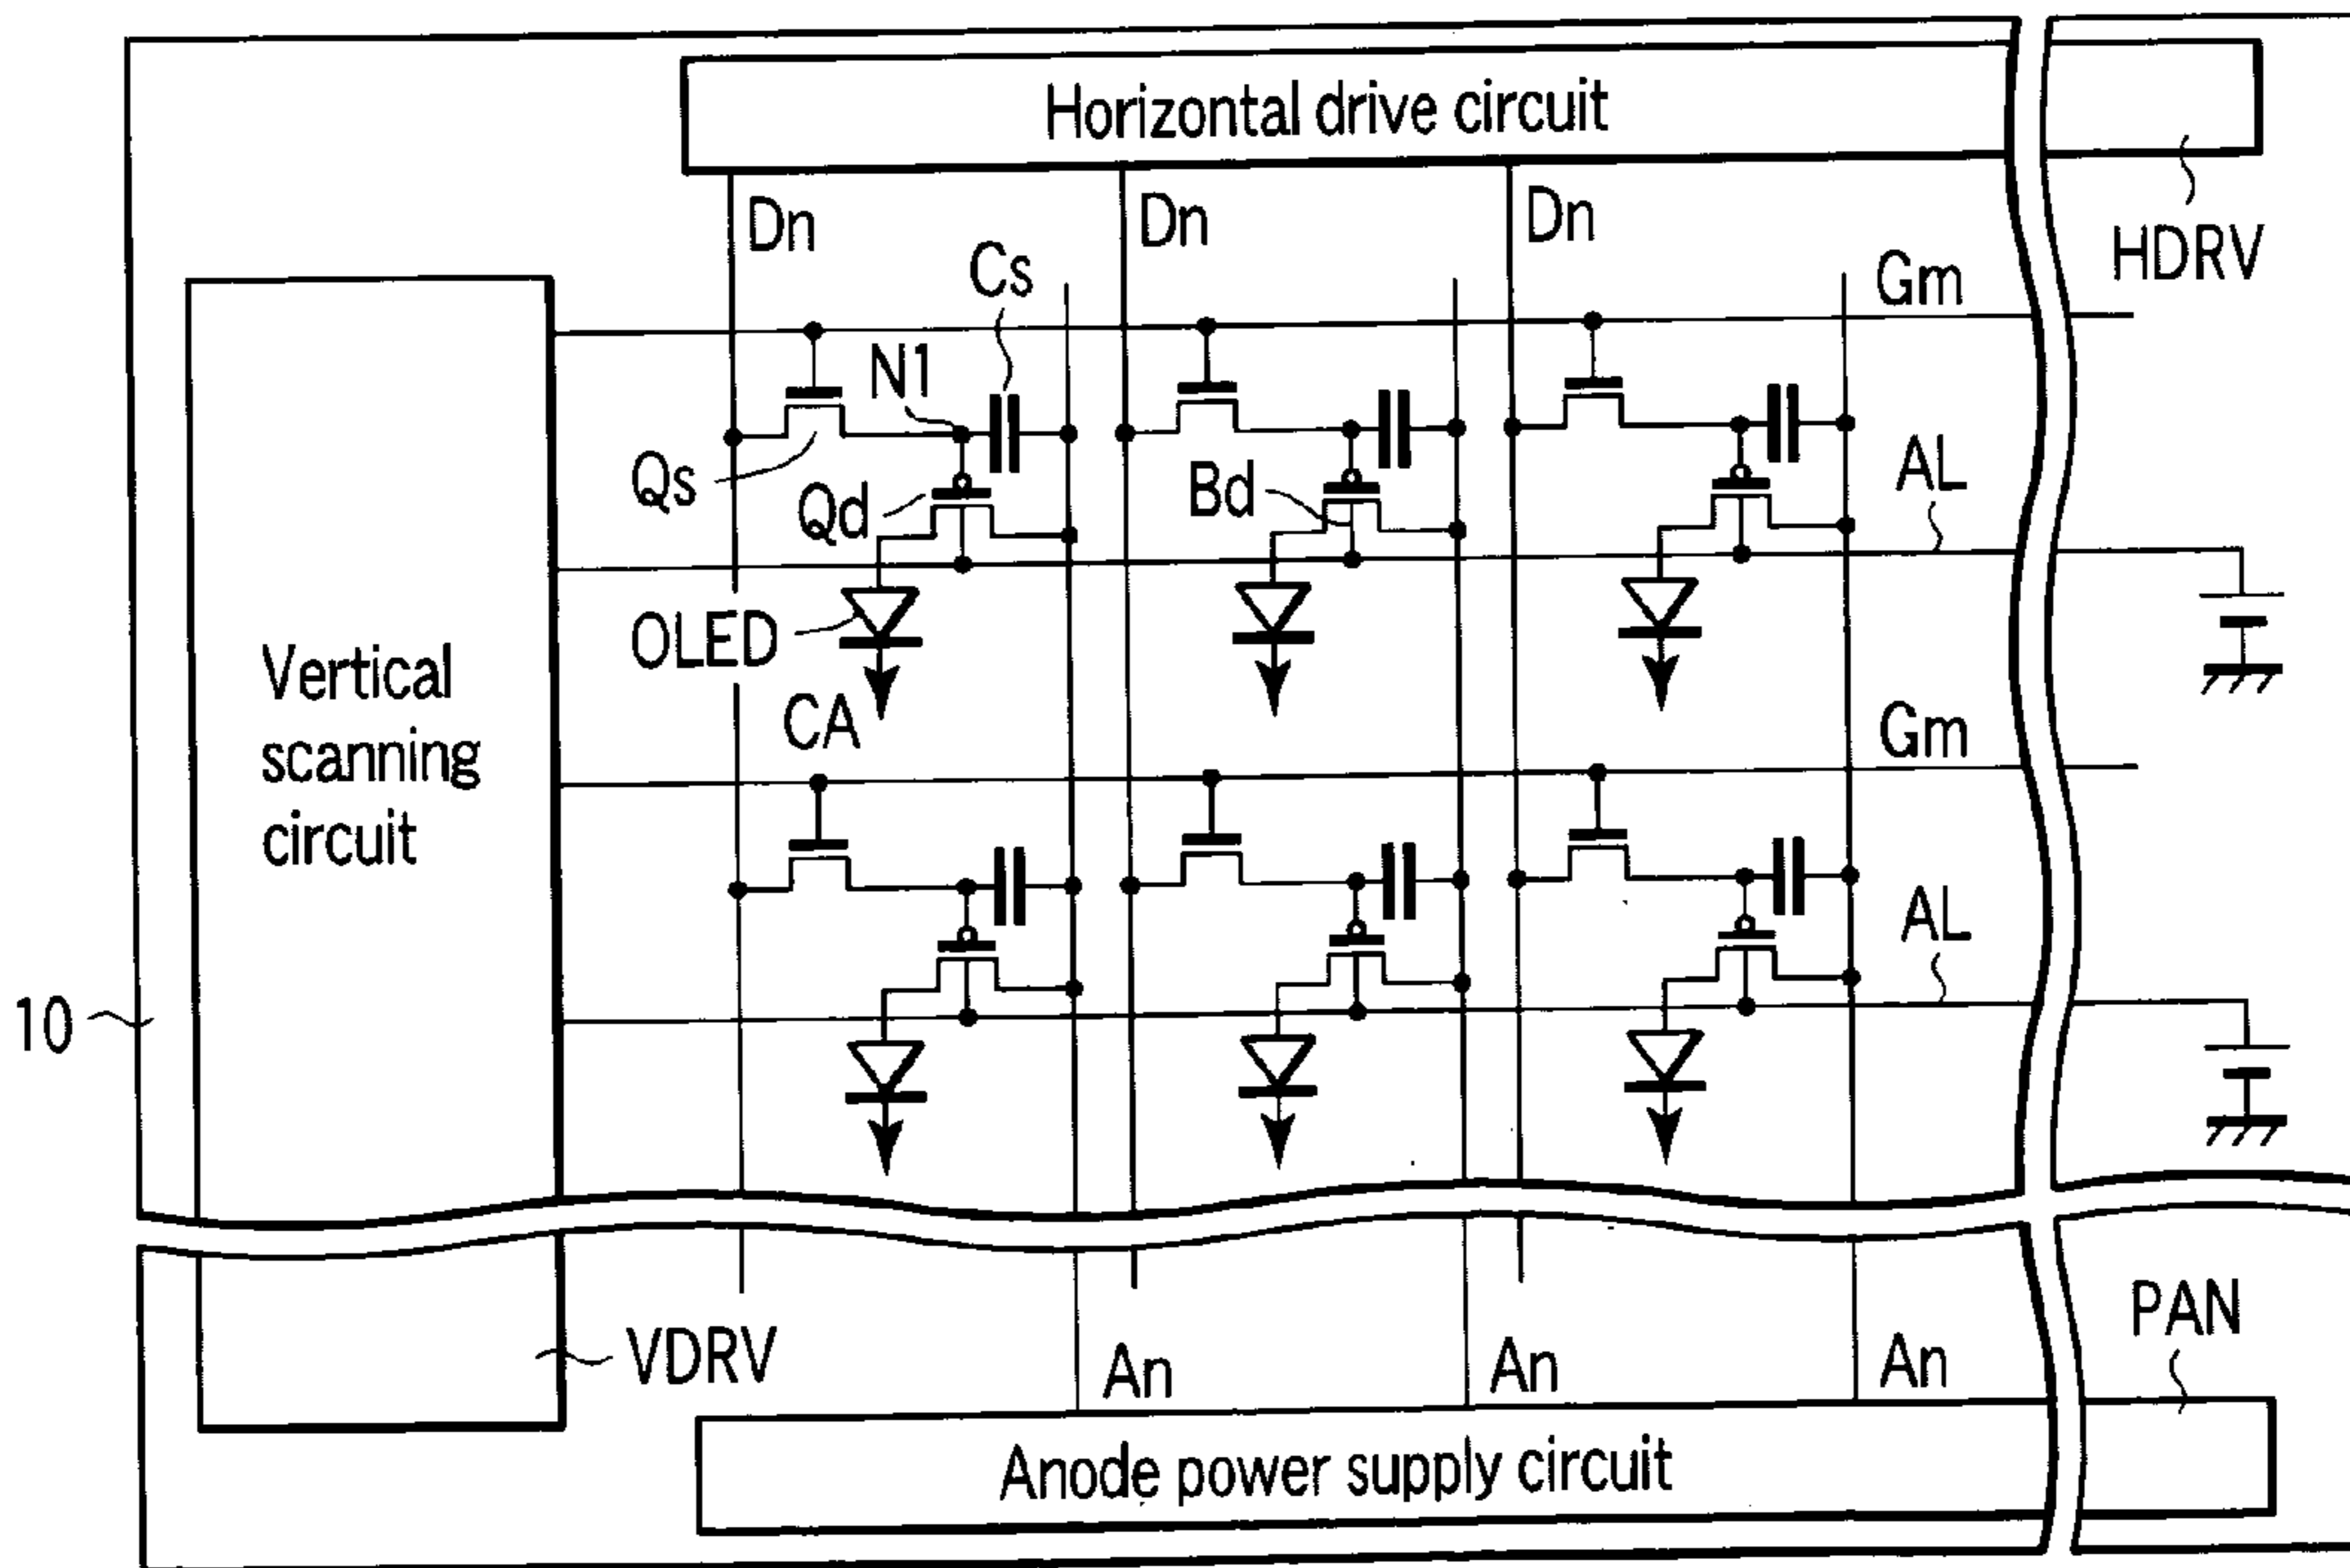 Horizontal drive circuit
Dn
Dn
Dn
HDRV
Cs
Gm
N1
Qs
Qd
Bd
AL
OLED
CA
Gm
Vertical
scanning
circuit
AL
10
PAN
VDRV
An
An
An
Anode power supply circuit